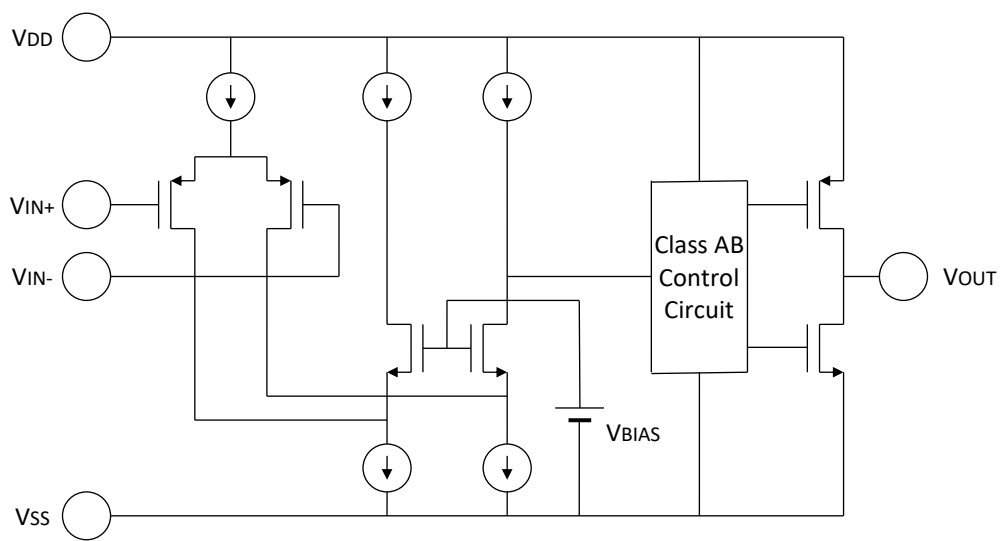 VDD
VIN+
VIN-
Class AB
Control
Circuit
VOUT
VBIAS
VSS